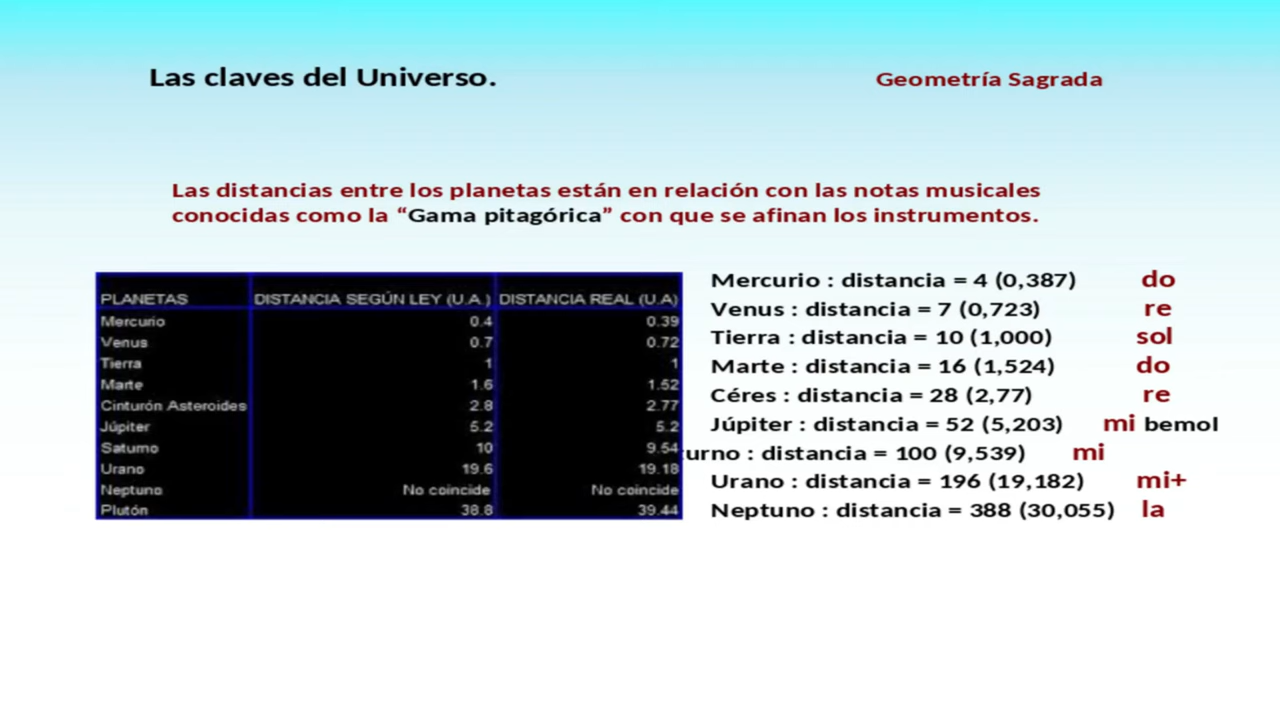 Las claves del Universo.
Geometría Sagrada
Las distancias entre los planetas están en relación con las notas musicales
conocidas como la “Gama pitagórica” con que se afinan los instrumentos.
PLANETAS DISTANCIA SEGÚN LEY (U.A.) DISTANCIA REAL (U.A)
Mercurio 0.4 0.39
Venus 0.7 0.72
Tierra 1 1
Marte 1.6 1.52
Cinturón Asteroides 2.8 2.77
Júpiter 5.2 5.2
Saturno 10 9.54
Urano 19.6 19.18
Neptuno No coincide No coincide
Plutón 38.8 39.44
Mercurio : distancia = 4 (0,387) do
Venus : distancia = 7 (0,723) re
Tierra : distancia = 10 (1,000) sol
Marte : distancia = 16 (1,524) do
Céres : distancia = 28 (2,77) re
Júpiter : distancia = 52 (5,203) mi bemol
urno : distancia = 100 (9,539) mi
Urano : distancia = 196 (19,182) mi+
Neptuno : distancia = 388 (30,055) la